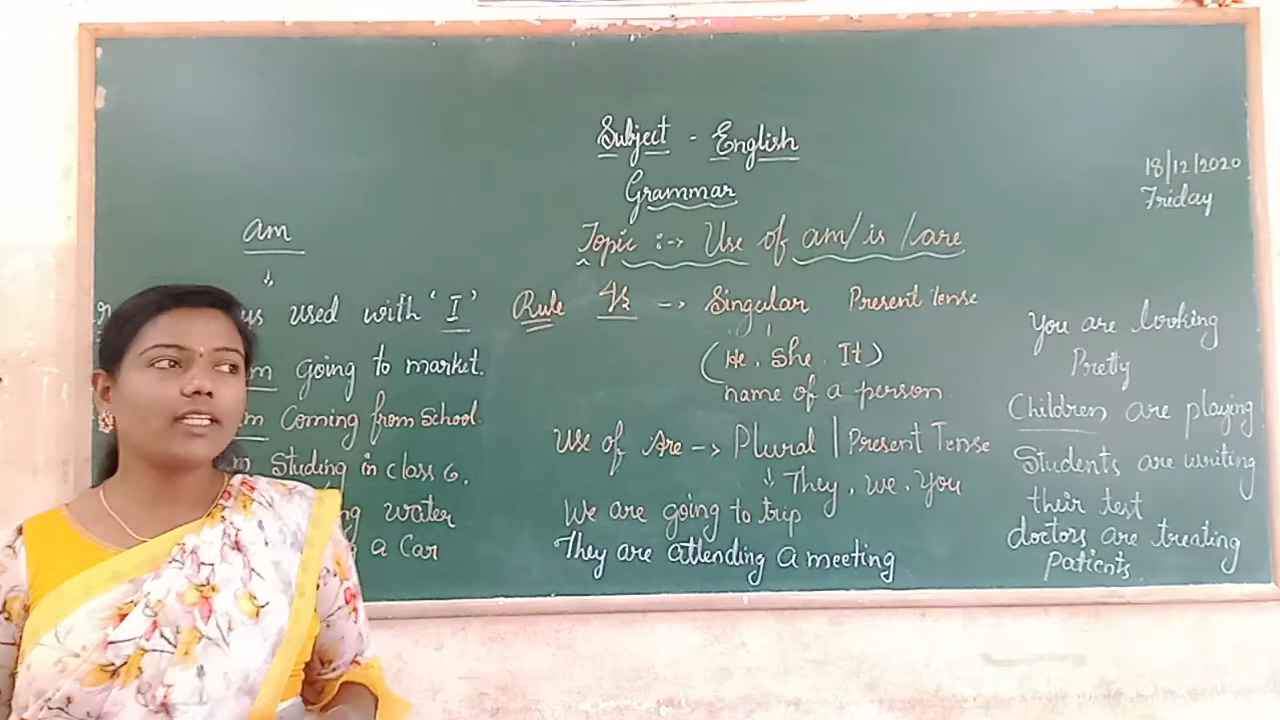 Subject - English
Grammar
18/12/2020
Friday
Topic :-> Use of am/is/are
am
↓
us used with 'I'
m going to market.
m Coming from School.
m Studing in class 6.
ng water
a Car
Rule Is -> Singular Present tense
(He, She, It)
name of a person
Use of Are -> Plural | Present Tense
↓ They, we, You
We are going to trip
They are attending a meeting
You are looking
Pretty
Children are playing
Students are writing
their test
doctors are treating
patients.